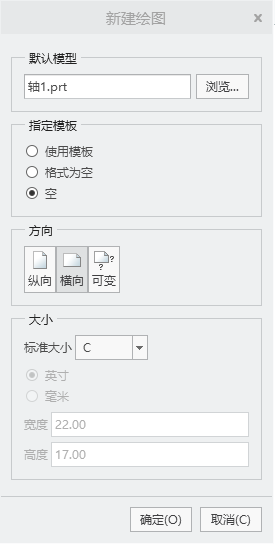 新建绘图
默认模型
轴1.prt 浏览...
指定模板
使用模板
格式为空
空
方向
纵向 横向 可变
大小
标准大小 C
英寸
毫米
宽度 22.00
高度 17.00
确定(O) 取消(C)